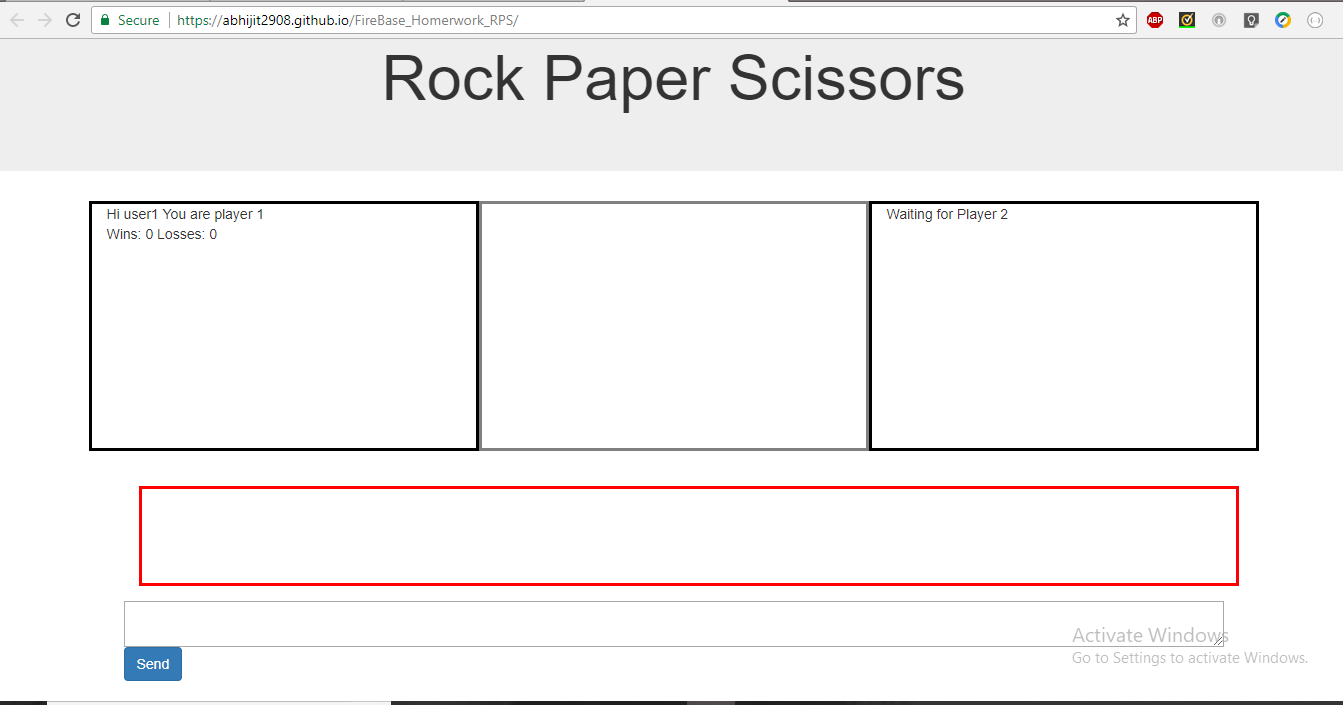 Secure https://abhijit2908.github.io/FireBase_Homerwork_RPS/
ABP
Rock Paper Scissors
Hi user1 You are player 1
Wins: 0 Losses: 0
Waiting for Player 2
Send
Activate Windows
Go to Settings to activate Windows.